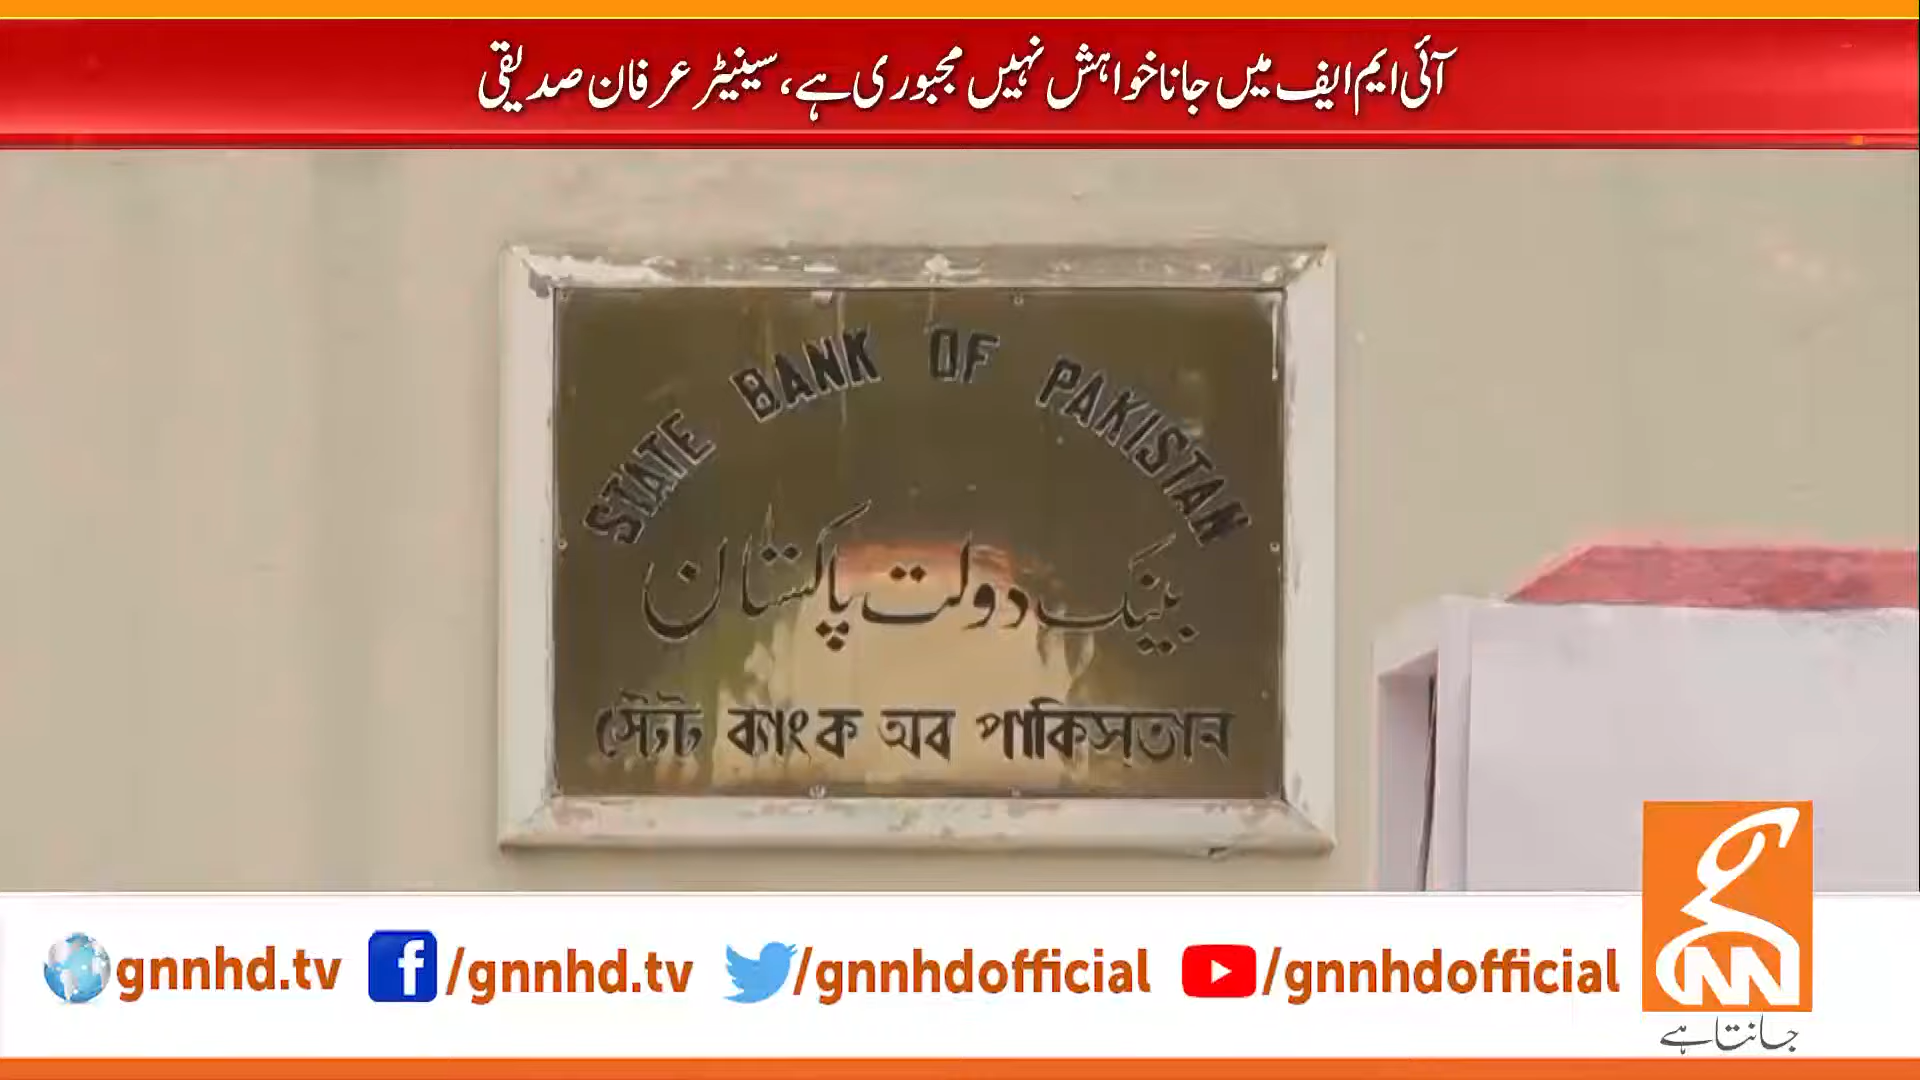 آئی ایم ایف میں جانا خواہش نہیں مجبوری ہے، سینیٹر عرفان صدیقی
STATE BANK OF PAKISTAN
بینک دولت پاکستان
স্টেট ব্যাংক অব পাকিস্তান
gnnhd.tv /gnnhd.tv /gnnhdofficial /gnnhdofficial
GNN
جانتا ہے